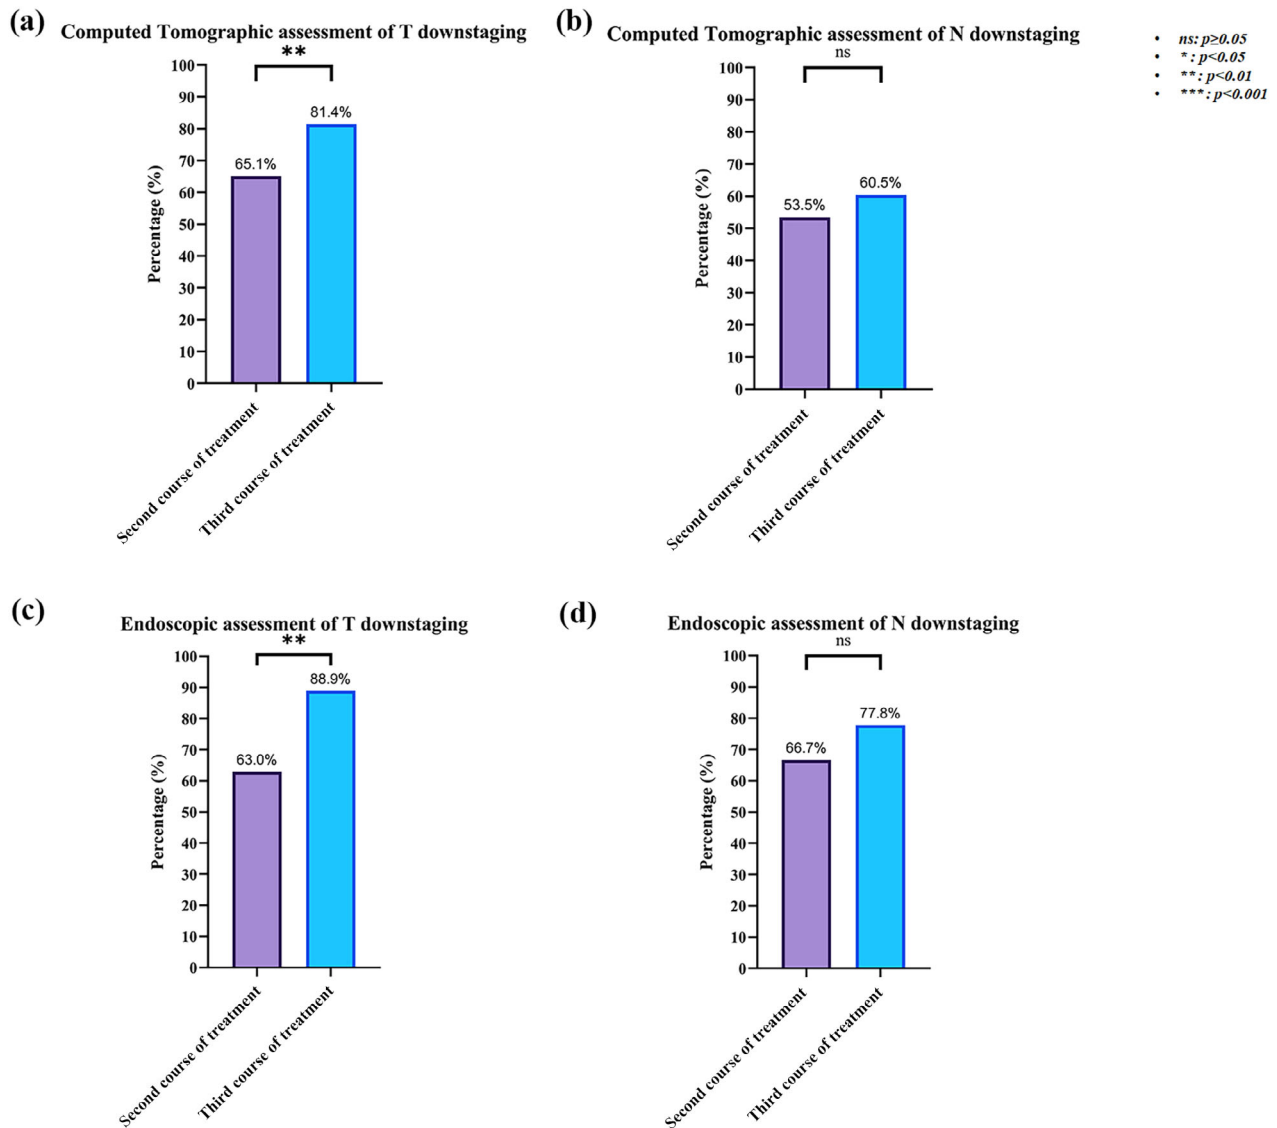 (a)
Computed Tomographic assessment of T downstaging
**
100
90
80
70
60
50
40
30
20
10
0
Percentage (%)
65.1%
81.4%
Second course of treatment
Third course of treatment
(b)
Computed Tomographic assessment of N downstaging
ns
100
90
80
70
60
50
40
30
20
10
0
Percentage (%)
53.5%
60.5%
Second course of treatment
Third course of treatment
• ns: p≥0.05
• * : p<0.05
• **: p<0.01
• ***: p<0.001
(c)
Endoscopic assessment of T downstaging
**
100
90
80
70
60
50
40
30
20
10
0
Percentage (%)
63.0%
88.9%
Second course of treatment
Third course of treatment
(d)
Endoscopic assessment of N downstaging
ns
100
90
80
70
60
50
40
30
20
10
0
Percentage (%)
66.7%
77.8%
Second course of treatment
Third course of treatment